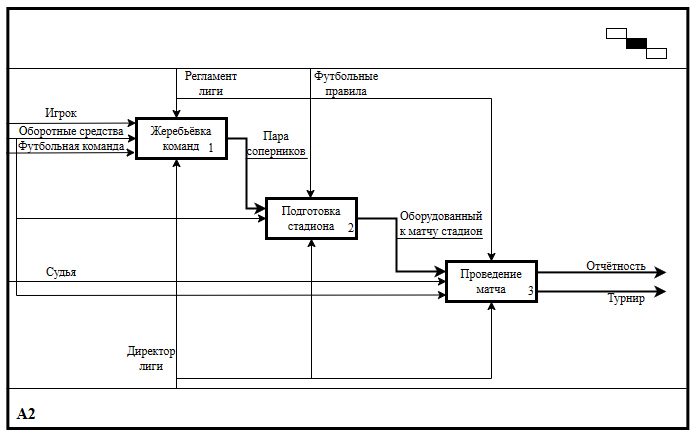 Регламент
лиги
Футбольные
правила
Игрок
Оборотные средства
Футбольная команда
Жеребьёвка
команд
1
Пара
соперников
Подготовка
стадиона
2
Оборудованный
к матчу стадион
Судья
Проведение
матча
3
Отчётность
Турнир
Директор
лиги
A2